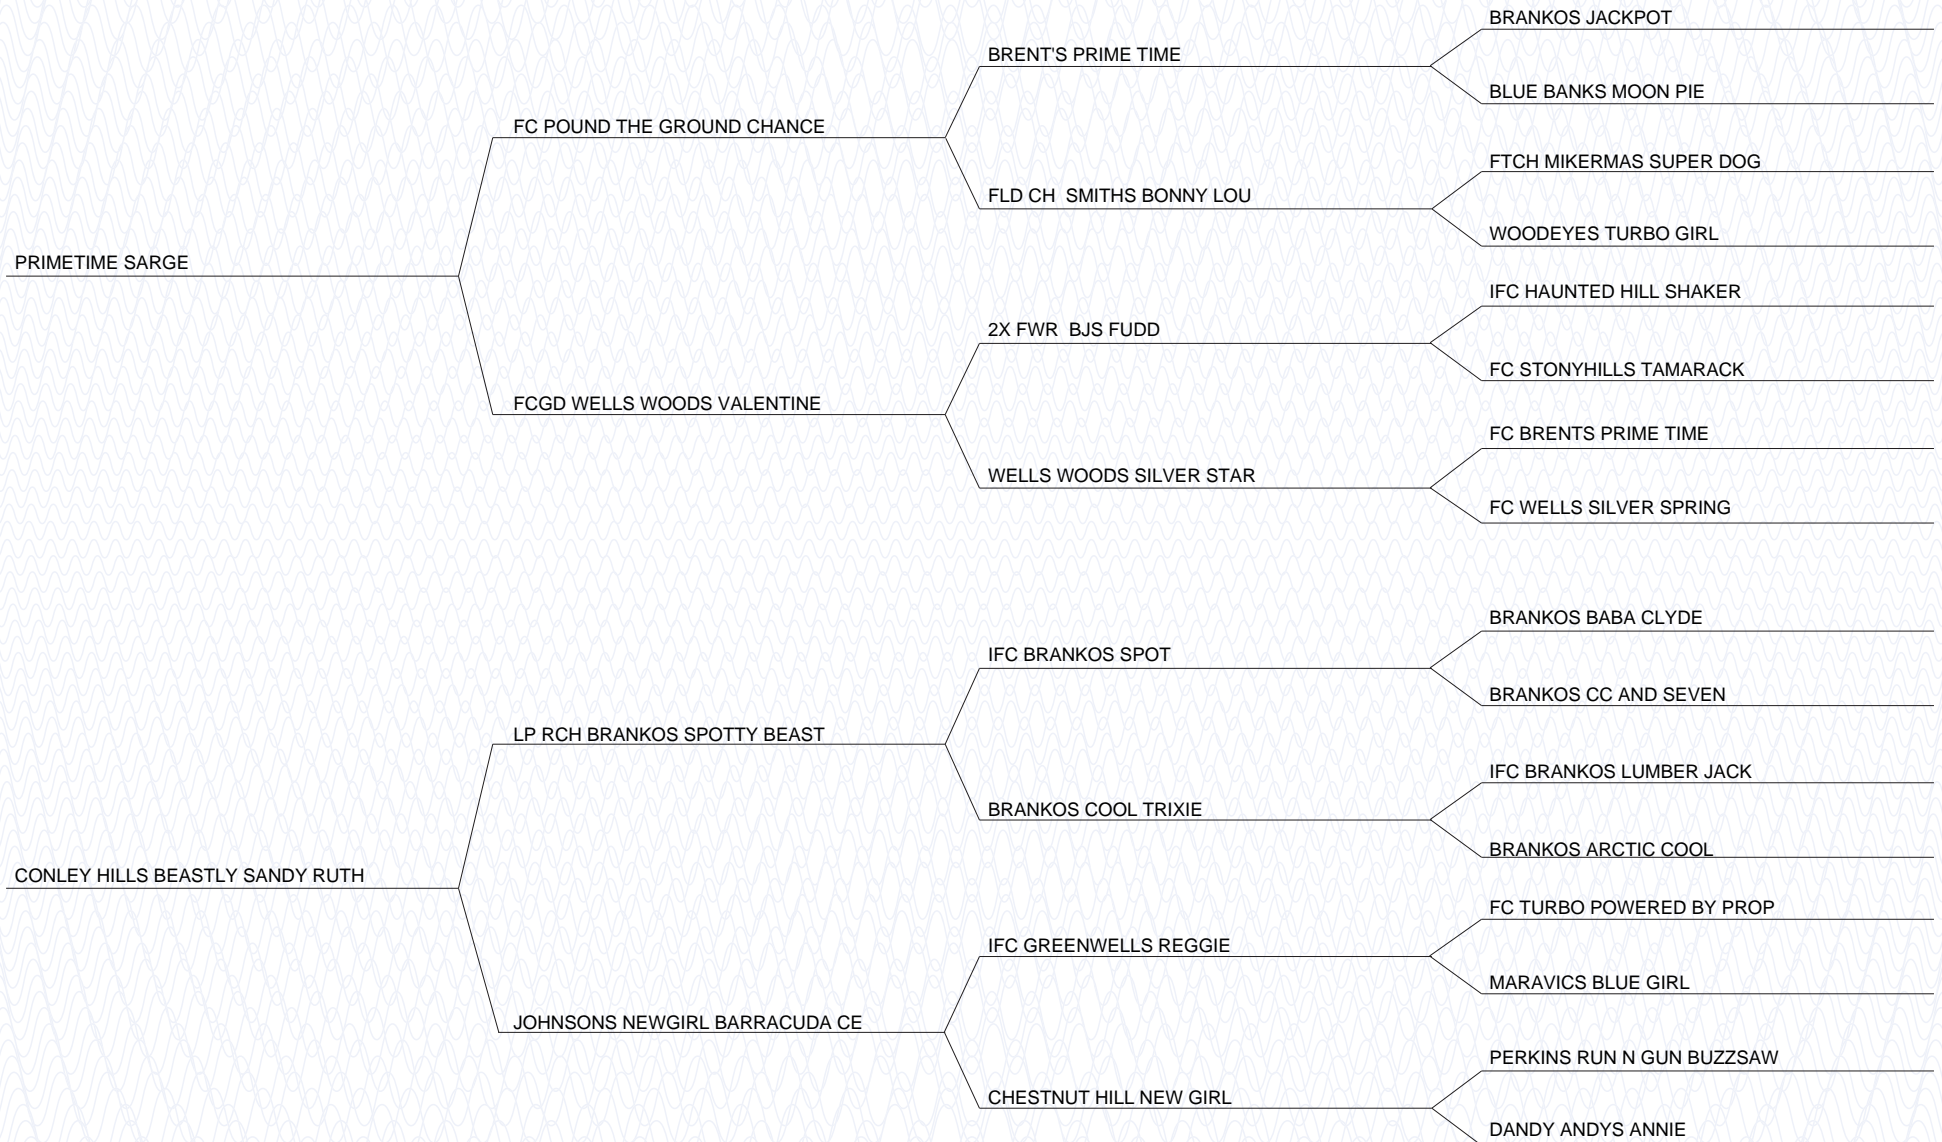 BRANKOS JACKPOT
BRENT'S PRIME TIME
BLUE BANKS MOON PIE
FC POUND THE GROUND CHANCE
FTCH MIKERMAS SUPER DOG
FLD CH  SMITHS BONNY LOU
WOODEYES TURBO GIRL
PRIMETIME SARGE
IFC HAUNTED HILL SHAKER
2X FWR  BJS FUDD
FC STONYHILLS TAMARACK
FCGD WELLS WOODS VALENTINE
FC BRENTS PRIME TIME
WELLS WOODS SILVER STAR
FC WELLS SILVER SPRING
BRANKOS BABA CLYDE
IFC BRANKOS SPOT
BRANKOS CC AND SEVEN
LP RCH BRANKOS SPOTTY BEAST
IFC BRANKOS LUMBER JACK
BRANKOS COOL TRIXIE
BRANKOS ARCTIC COOL
CONLEY HILLS BEASTLY SANDY RUTH
FC TURBO POWERED BY PROP
IFC GREENWELLS REGGIE
MARAVICS BLUE GIRL
JOHNSONS NEWGIRL BARRACUDA CE
PERKINS RUN N GUN BUZZSAW
CHESTNUT HILL NEW GIRL
DANDY ANDYS ANNIE